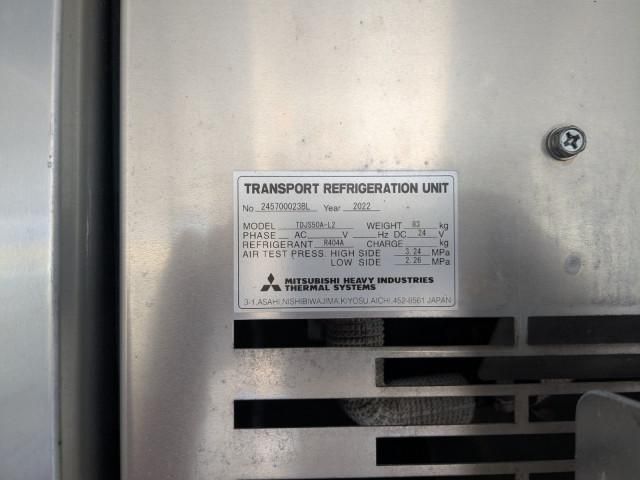 TRANSPORT REFRIGERATION UNIT
No 245700023BL Year 2022
MODEL TDJS50A-L2 WEIGHT 83 kg
PHASE AC V Hz DC 24 V
REFRIGERANT R404A CHARGE kg
AIR TEST PRESS. HIGH SIDE 3.24 MPa
LOW SIDE 2.26 MPa
MITSUBISHI HEAVY INDUSTRIES
THERMAL SYSTEMS
3-1,ASAHI,NISHIBIWAJIMA,KIYOSU,AICHI,452-8561 JAPAN